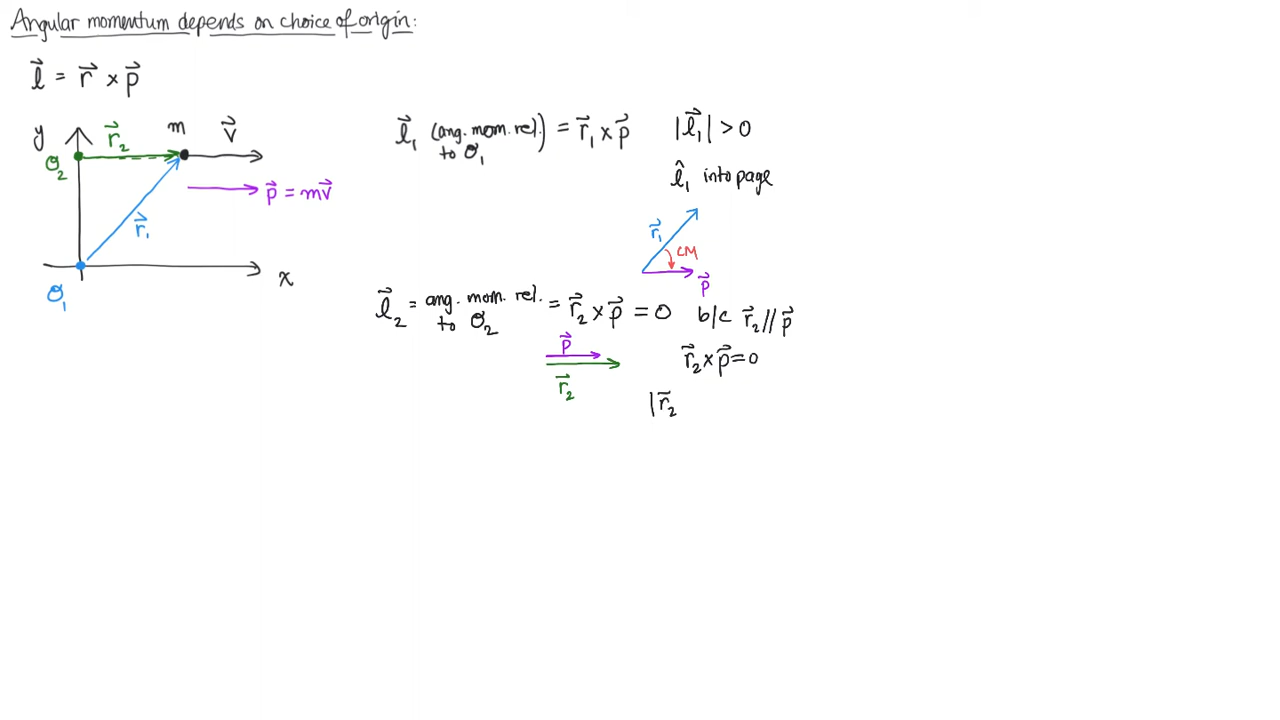 Angular momentum depends on choice of origin:
l⃗ = r⃗ × p⃗
y
r⃗₂
m
v⃗
O₂
p⃗ = mv⃗
r⃗₁
x
O₁
l⃗₁ (ang. mom. rel.) = r⃗₁ × p⃗ |l⃗₁| > 0
to O₁
l̂₁ into page
r⃗₁
CM
p⃗
l⃗₂ = ang. mom. rel. = r⃗₂ × p⃗ = 0 b/c r⃗₂ // p⃗
to O₂
p⃗
r⃗₂
r⃗₂ × p⃗ = 0
|r⃗₂